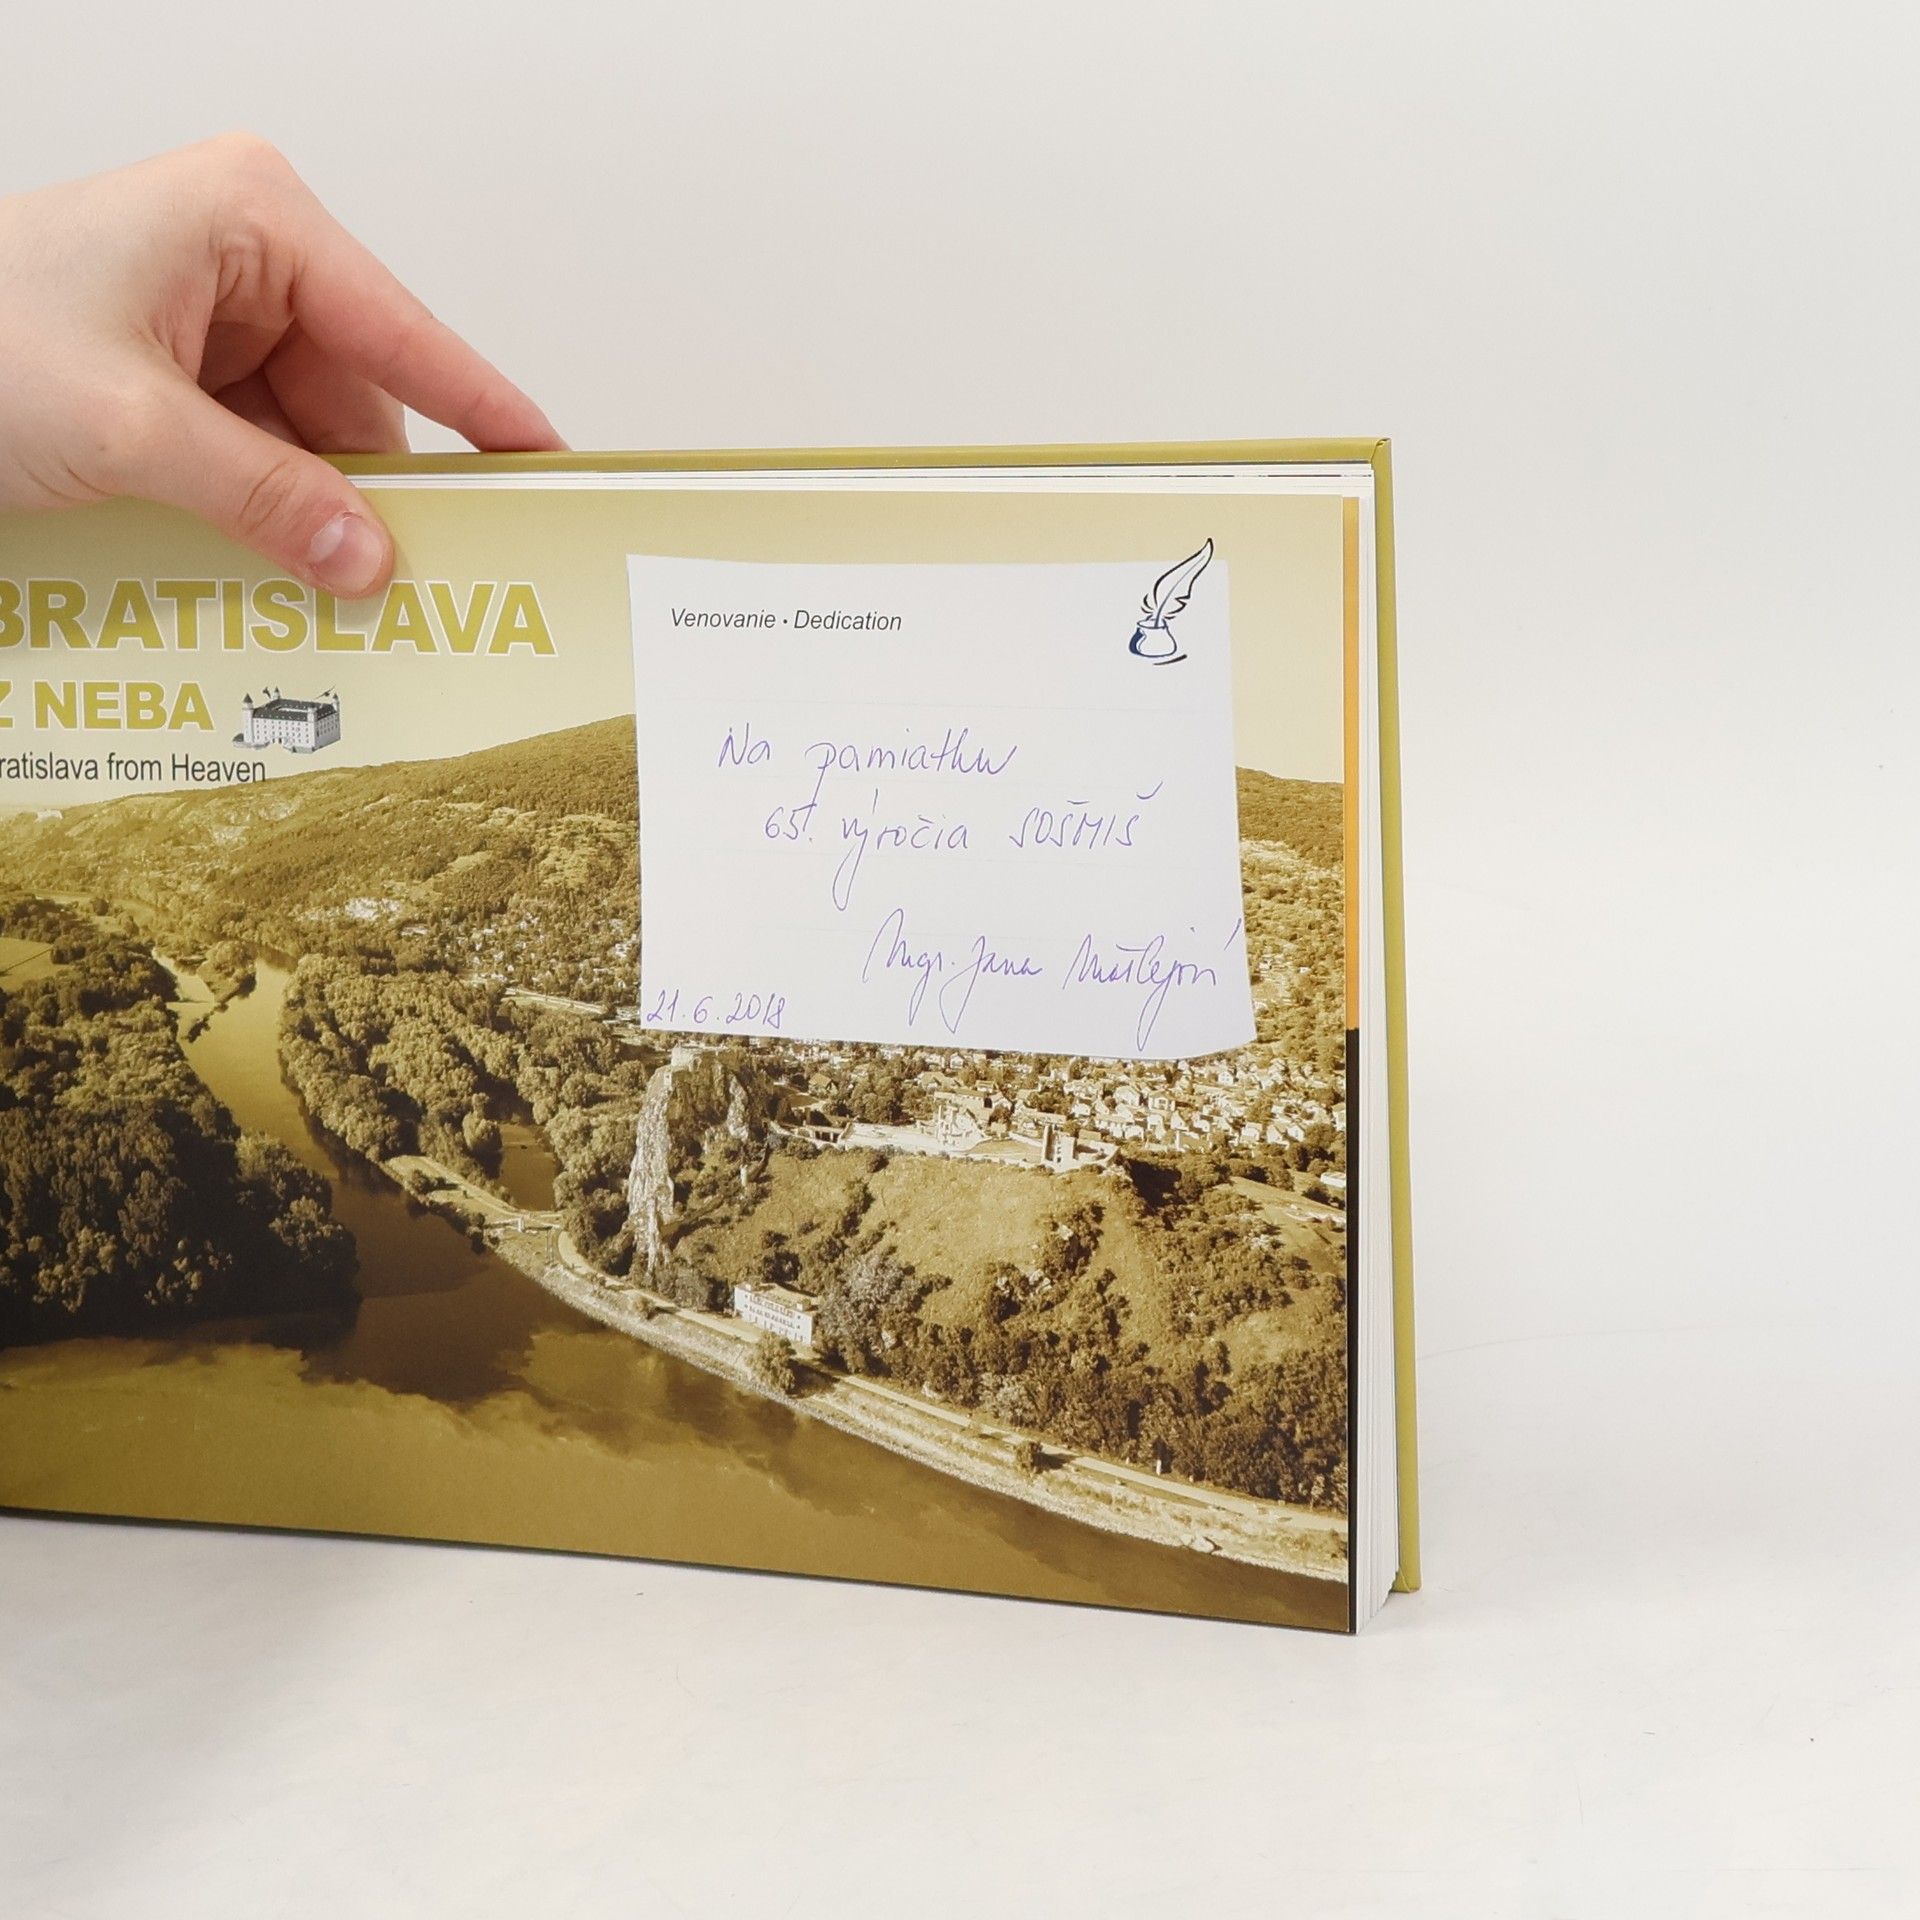 BRATISLAVA
Z NEBA
ratislava from Heaven
Venovanie • Dedication
Na pamiatku
65. výročia SOŠMIŠ
Mgr. Jana
21.6.2018